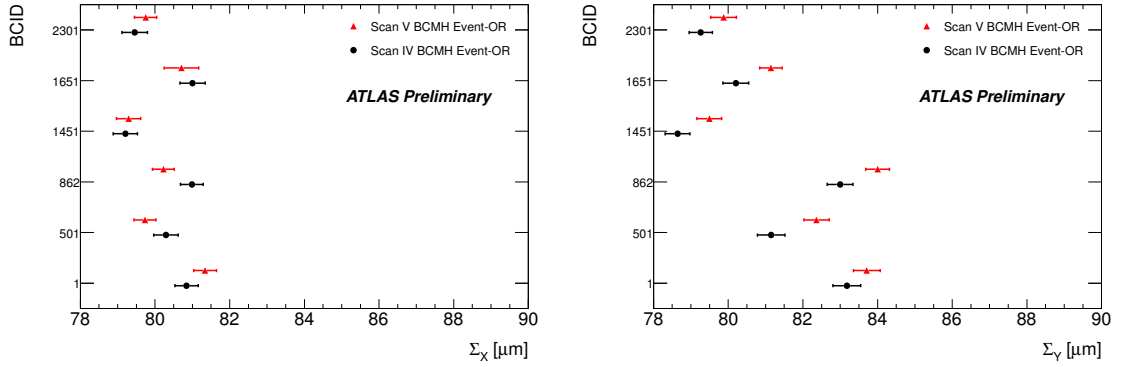 BCID
2301
1651
1451
862
501
1
Scan V BCMH Event-OR
Scan IV BCMH Event-OR
ATLAS Preliminary
78 80 82 84 86 88 90
Σ_X [μm]
BCID
2301
1651
1451
862
501
1
Scan V BCMH Event-OR
Scan IV BCMH Event-OR
ATLAS Preliminary
78 80 82 84 86 88 90
Σ_Y [μm]